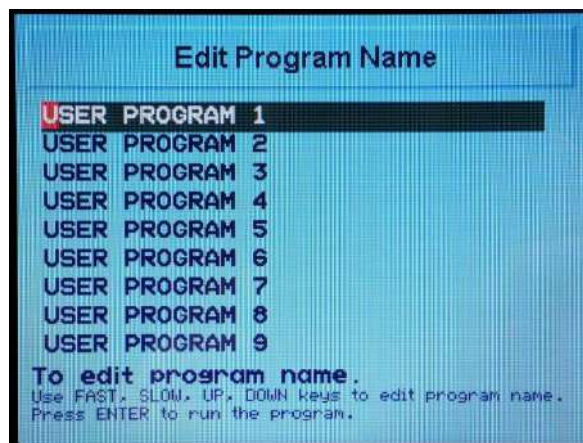 Edit Program Name
USER PROGRAM 1
USER PROGRAM 2
USER PROGRAM 3
USER PROGRAM 4
USER PROGRAM 5
USER PROGRAM 6
USER PROGRAM 7
USER PROGRAM 8
USER PROGRAM 9
To edit program name.
Use FAST, SLOW, UP, DOWN keys to edit program name.
Press ENTER to run the program.